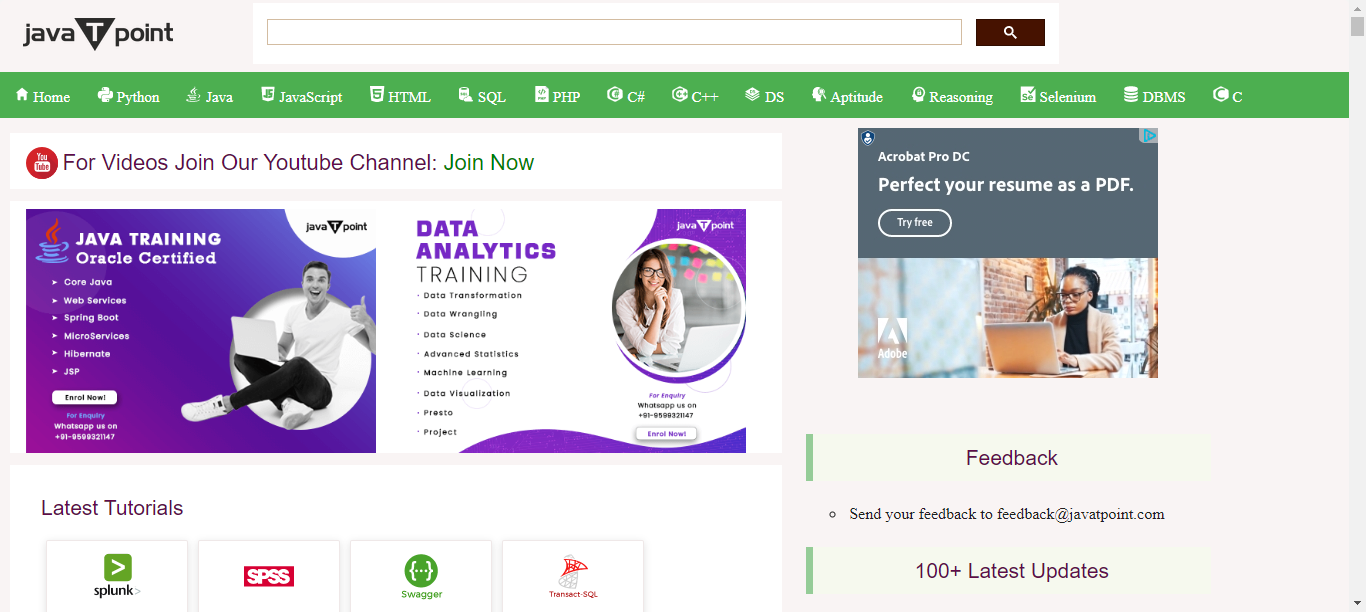 javaTpoint
Home Python Java JavaScript HTML SQL PHP C# C++ DS Aptitude Reasoning Selenium DBMS C
You Tube For Videos Join Our Youtube Channel: Join Now
javaTpoint
JAVA TRAINING
Oracle Certified
➤ Core Java
➤ Web Services
➤ Spring Boot
➤ MicroServices
➤ Hibernate
➤ JSP
Enrol Now!
For Enquiry
Whatsapp us on
+91-9599321147
javaTpoint
DATA
ANALYTICS
TRAINING
· Data Transformation
· Data Wrangling
· Data Science
· Advanced Statistics
· Machine Learning
· Data Visualization
· Presto
· Project
For Enquiry
Whatsapp us on
+91-9599321147
Enrol Now!
Latest Tutorials
splunk>
SPSS
{···}
Swagger
Transact-SQL
Acrobat Pro DC
Perfect your resume as a PDF.
Try free
Adobe
Feedback
Send your feedback to feedback@javatpoint.com
100+ Latest Updates